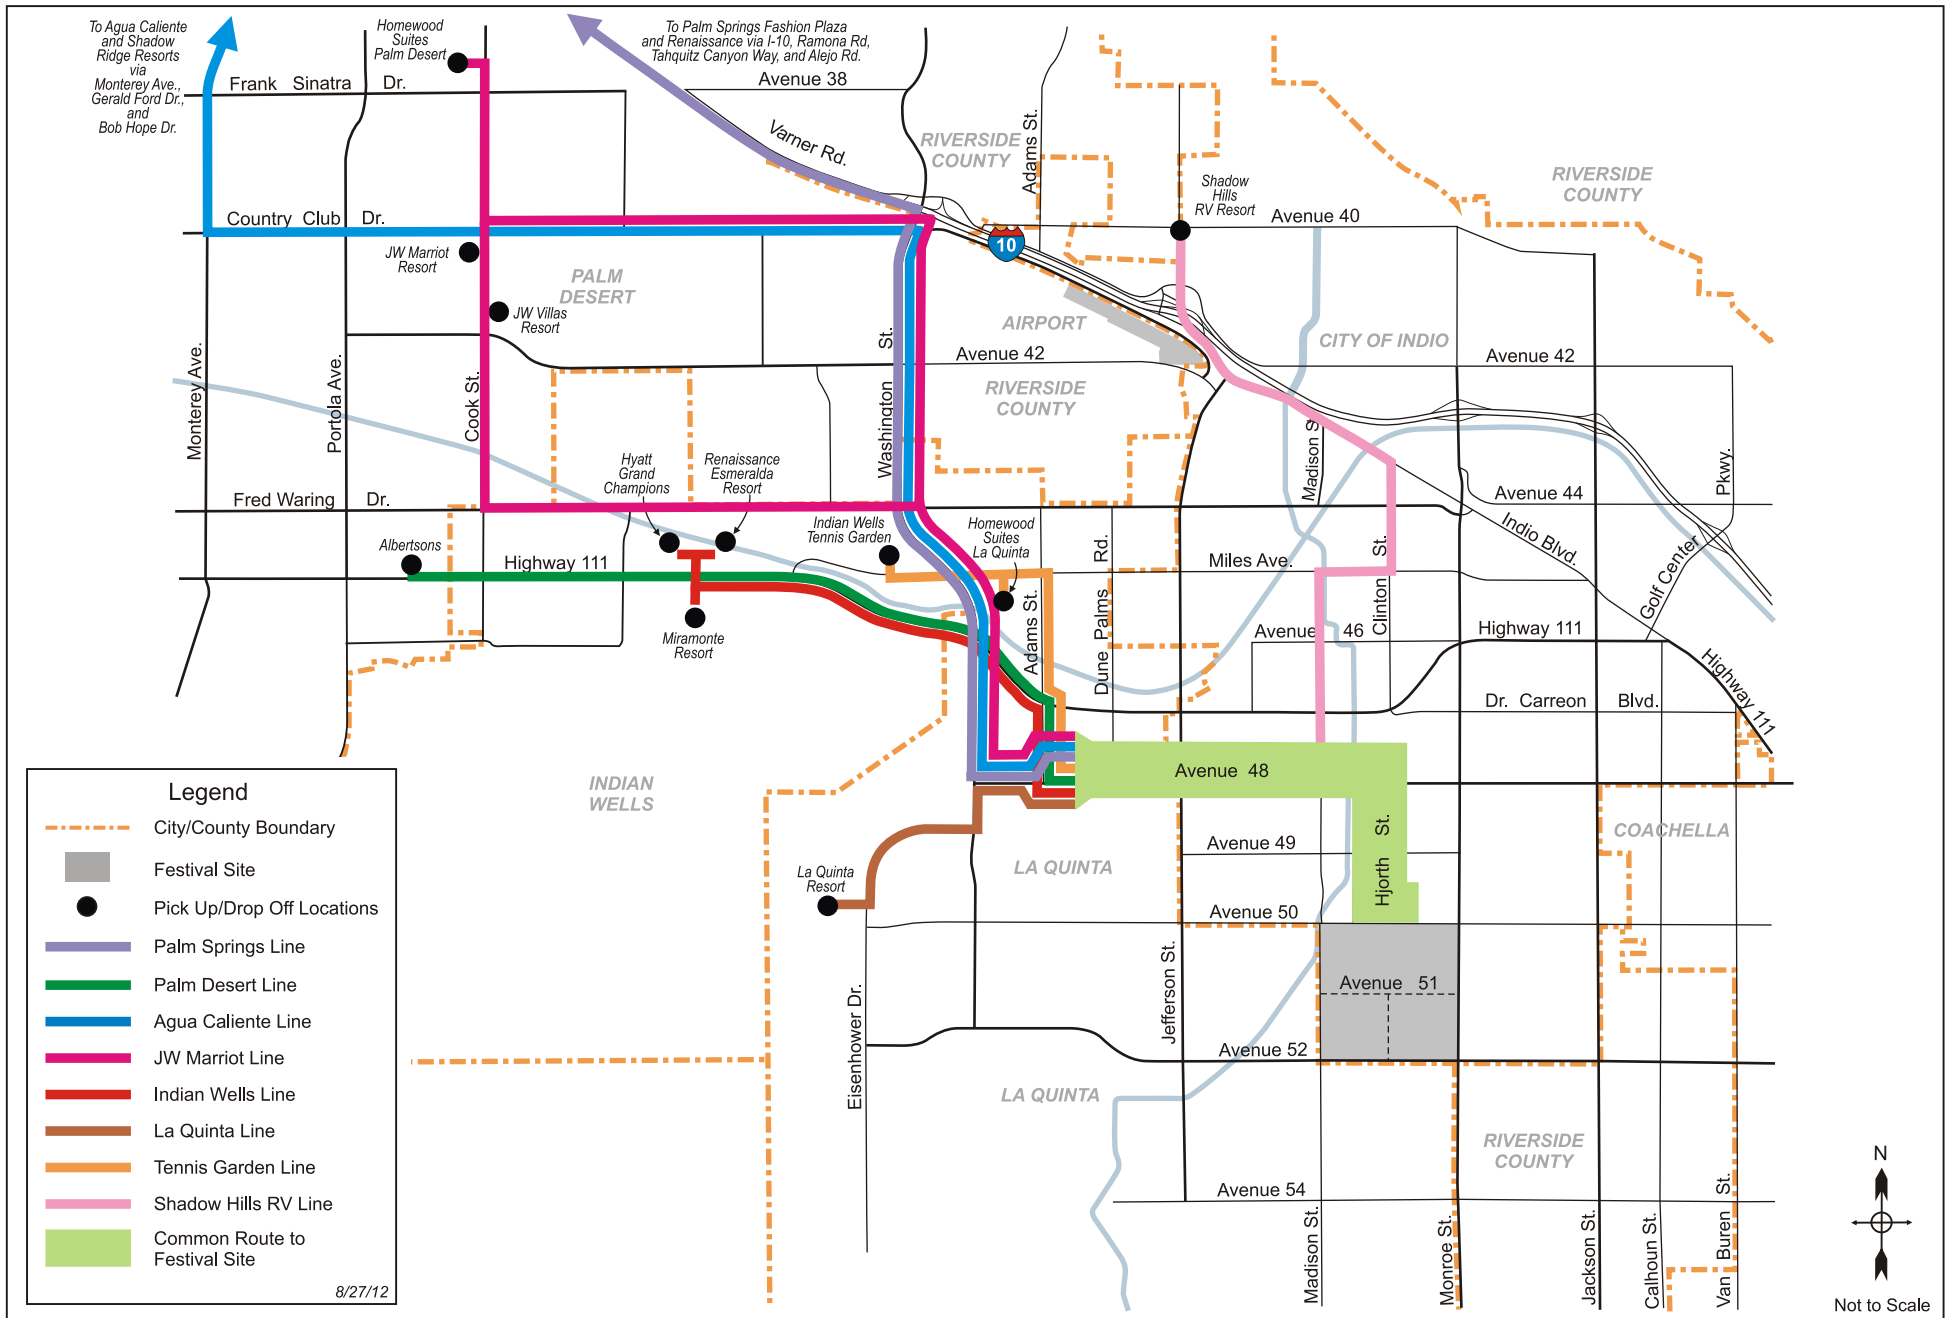 To Agua Caliente
and Shadow
Ridge Resorts
via
Monterey Ave.,
Gerald Ford Dr.,
and
Bob Hope Dr.
Homewood
Suites
Palm Desert
To Palm Springs Fashion Plaza
and Renaissance via I-10, Ramona Rd,
Tahquitz Canyon Way, and Alejo Rd.
Frank Sinatra Dr.
Avenue 38
Varner Rd.
RIVERSIDE
COUNTY
Adams St.
Shadow
Hills
RV Resort
RIVERSIDE
COUNTY
Country Club Dr.
Avenue 40
10
JW Marriot
Resort
PALM
DESERT
JW Villas
Resort
AIRPORT
CITY OF INDIO
Monterey Ave.
Portola Ave.
Cook St.
Washington St.
Avenue 42
Avenue 42
RIVERSIDE
COUNTY
Madison St
Pkwy.
Hyatt
Grand
Champions
Renaissance
Esmeralda
Resort
Fred Waring Dr.
Avenue 44
Indio Blvd.
Golf Center
Albertsons
Highway 111
Indian Wells
Tennis Garden
Homewood
Suites
La Quinta
Adams St.
Dune Palms Rd.
Miles Ave.
Clinton St.
Miramonte
Resort
Avenue 46
Highway 111
Highway 111
Dr. Carreon Blvd.
Avenue 48
INDIAN
WELLS
Hjorth St.
COACHELLA
Avenue 49
LA QUINTA
La Quinta
Resort
Avenue 50
Eisenhower Dr.
Jefferson St.
Avenue 51
Avenue 52
LA QUINTA
RIVERSIDE
COUNTY
Avenue 54
Madison St.
Monroe St.
Jackson St.
Calhoun St.
Van Buren St.
N
Not to Scale
Legend
City/County Boundary
Festival Site
Pick Up/Drop Off Locations
Palm Springs Line
Palm Desert Line
Agua Caliente Line
JW Marriot Line
Indian Wells Line
La Quinta Line
Tennis Garden Line
Shadow Hills RV Line
Common Route to
Festival Site
8/27/12